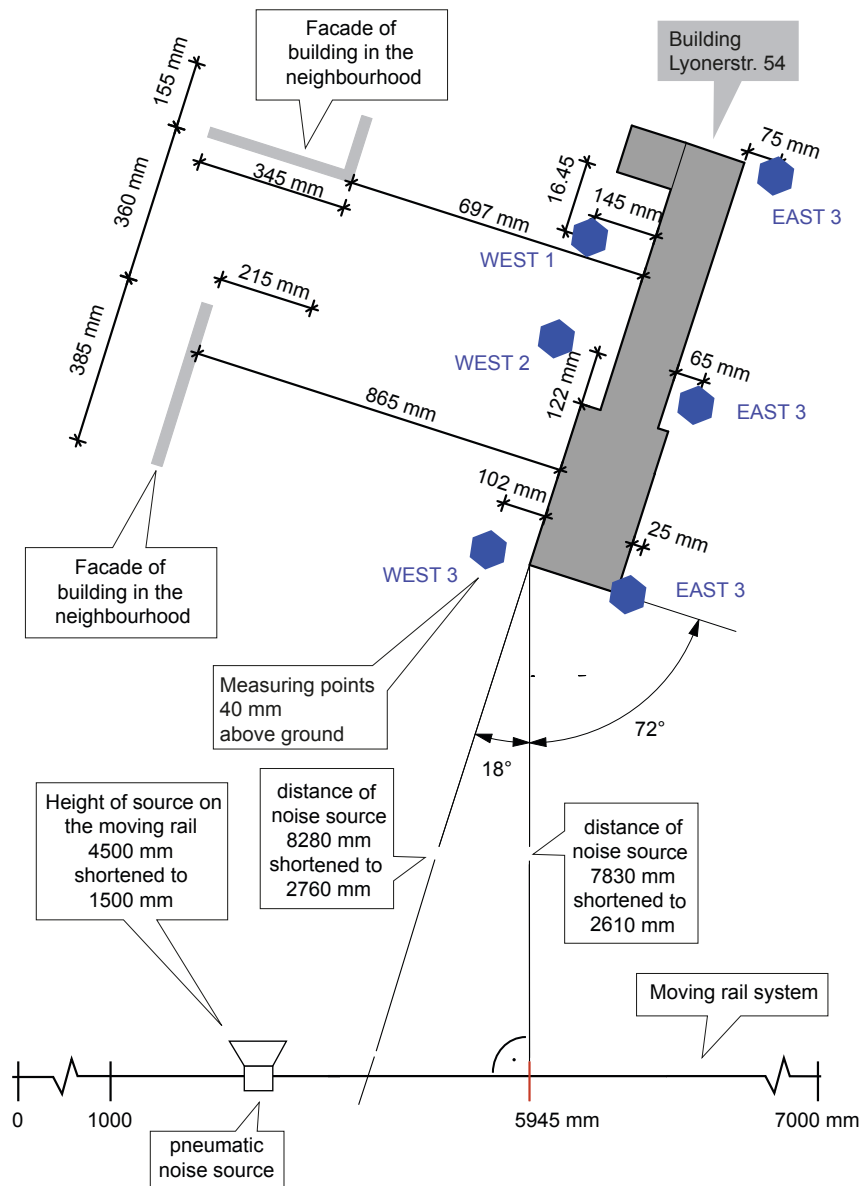 Facade of
building in the
neighbourhood
Building
Lyonerstr. 54
155 mm
75 mm
16.45
345 mm
145 mm
360 mm
697 mm
EAST 3
WEST 1
215 mm
385 mm
WEST 2
65 mm
122 mm
865 mm
EAST 3
102 mm
25 mm
Facade of
building in the
neighbourhood
WEST 3
EAST 3
Measuring points
40 mm
above ground
72°
18°
Height of source on
the moving rail
4500 mm
shortened to
1500 mm
distance of
noise source
8280 mm
shortened to
2760 mm
distance of
noise source
7830 mm
shortened to
2610 mm
Moving rail system
0
1000
5945 mm
7000 mm
pneumatic
noise source